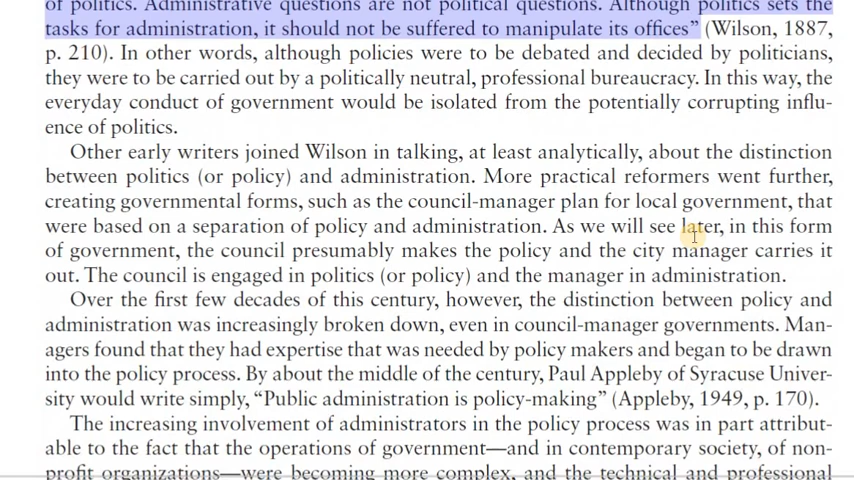 of politics. Administrative questions are not political questions. Although politics sets the
tasks for administration, it should not be suffered to manipulate its offices” (Wilson, 1887,
p. 210). In other words, although policies were to be debated and decided by politicians,
they were to be carried out by a politically neutral, professional bureaucracy. In this way, the
everyday conduct of government would be isolated from the potentially corrupting influ-
ence of politics.
Other early writers joined Wilson in talking, at least analytically, about the distinction
between politics (or policy) and administration. More practical reformers went further,
creating governmental forms, such as the council-manager plan for local government, that
were based on a separation of policy and administration. As we will see later, in this form
of government, the council presumably makes the policy and the city manager carries it
out. The council is engaged in politics (or policy) and the manager in administration.
Over the first few decades of this century, however, the distinction between policy and
administration was increasingly broken down, even in council-manager governments. Man-
agers found that they had expertise that was needed by policy makers and began to be drawn
into the policy process. By about the middle of the century, Paul Appleby of Syracuse Univer-
sity would write simply, “Public administration is policy-making” (Appleby, 1949, p. 170).
The increasing involvement of administrators in the policy process was in part attribut-
able to the fact that the operations of government—and in contemporary society, of non-
profit organizations—were becoming more complex, and the technical and professional